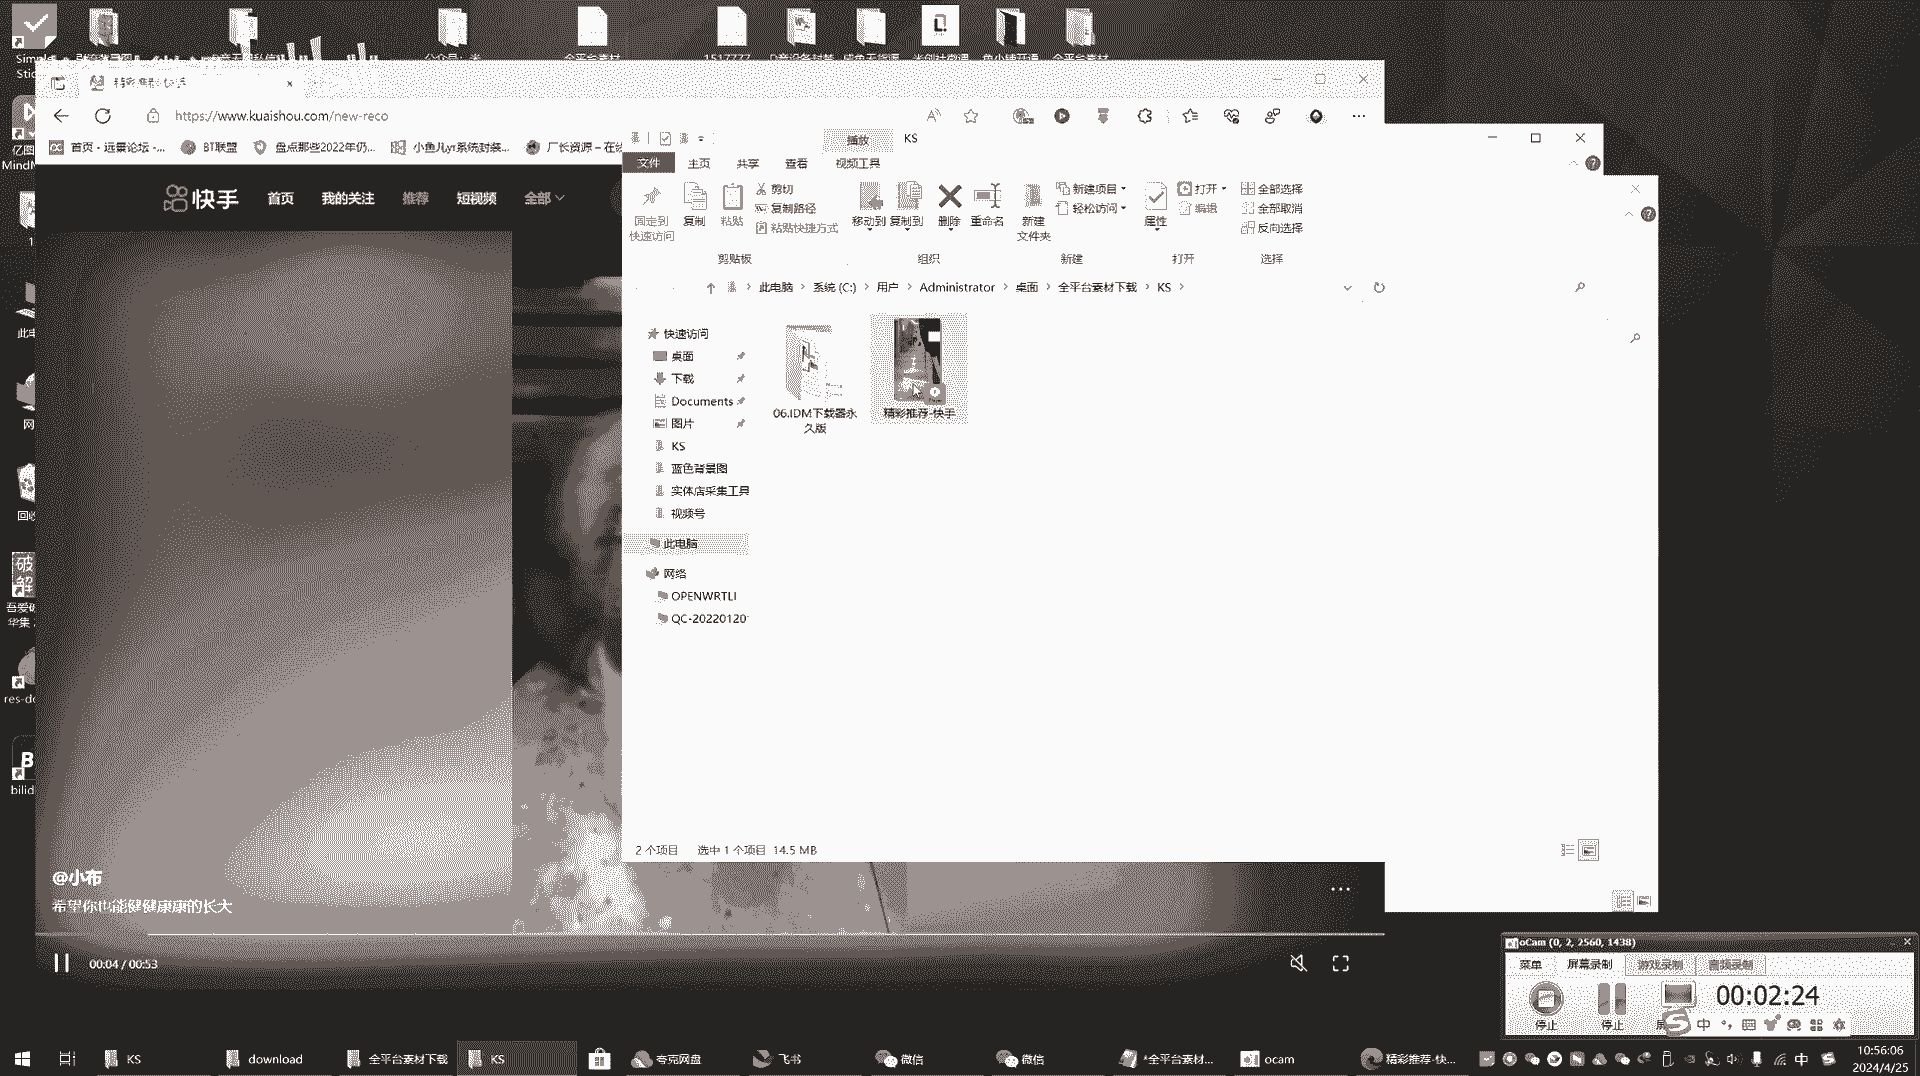 https://www.kuaishou.com/new-reco
首页 - 远景论坛 -...
BT联盟
盘点那些2022年仍...
小鱼儿yr系统封装...
厂长资源 – 在线
快手
首页
我的关注
推荐
短视频
全部
@小布
希望你也能健健康康的长大
00:04 / 00:53
播放
KS
文件
主页
共享
查看
视频工具
固定到
快速访问
复制
粘贴
剪切
复制路径
粘贴快捷方式
移动到
复制到
删除
重命名
新建
文件夹
新建项目
轻松访问
属性
打开
编辑
全部选择
全部取消
反向选择
剪贴板
组织
新建
打开
选择
此电脑
系统 (C:)
用户
Administrator
桌面
全平台素材下载
KS
快速访问
桌面
下载
Documents
图片
KS
蓝色背景图
实体店采集工具
视频号
此电脑
网络
OPENWRTLI
QC-20220120
06.IDM下载器永
久版
精彩推荐-快手
2 个项目
选中 1 个项目 14.5 MB
oCam (0, 2, 2560, 1438)
菜单
屏幕录制
游戏录制
音频录制
00:02:24
停止
停止
中
KS
download
全平台素材下载
KS
夸克网盘
飞书
微信
微信
*全平台素材...
ocam
精彩推荐-快...
中
10:56:06
2024/4/25